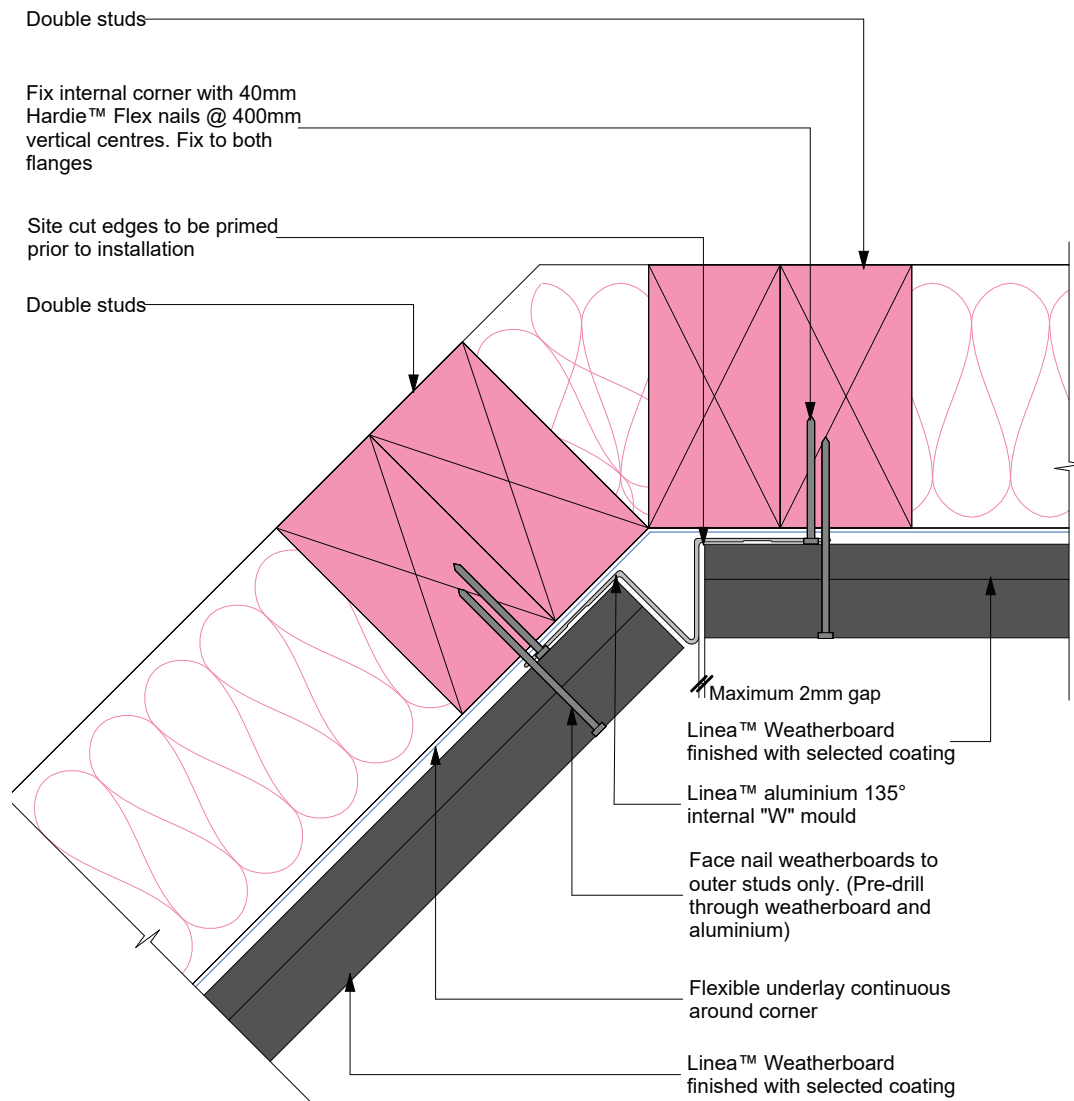 Double studs
Fix internal corner with 40mm
Hardie™ Flex nails @ 400mm
vertical centres. Fix to both
flanges
Site cut edges to be primed
prior to installation
Double studs
Maximum 2mm gap
Linea™ Weatherboard
finished with selected coating
Linea™ aluminium 135°
internal "W" mould
Face nail weatherboards to
outer studs only. (Pre-drill
through weatherboard and
aluminium)
Flexible underlay continuous
around corner
Linea™ Weatherboard
finished with selected coating